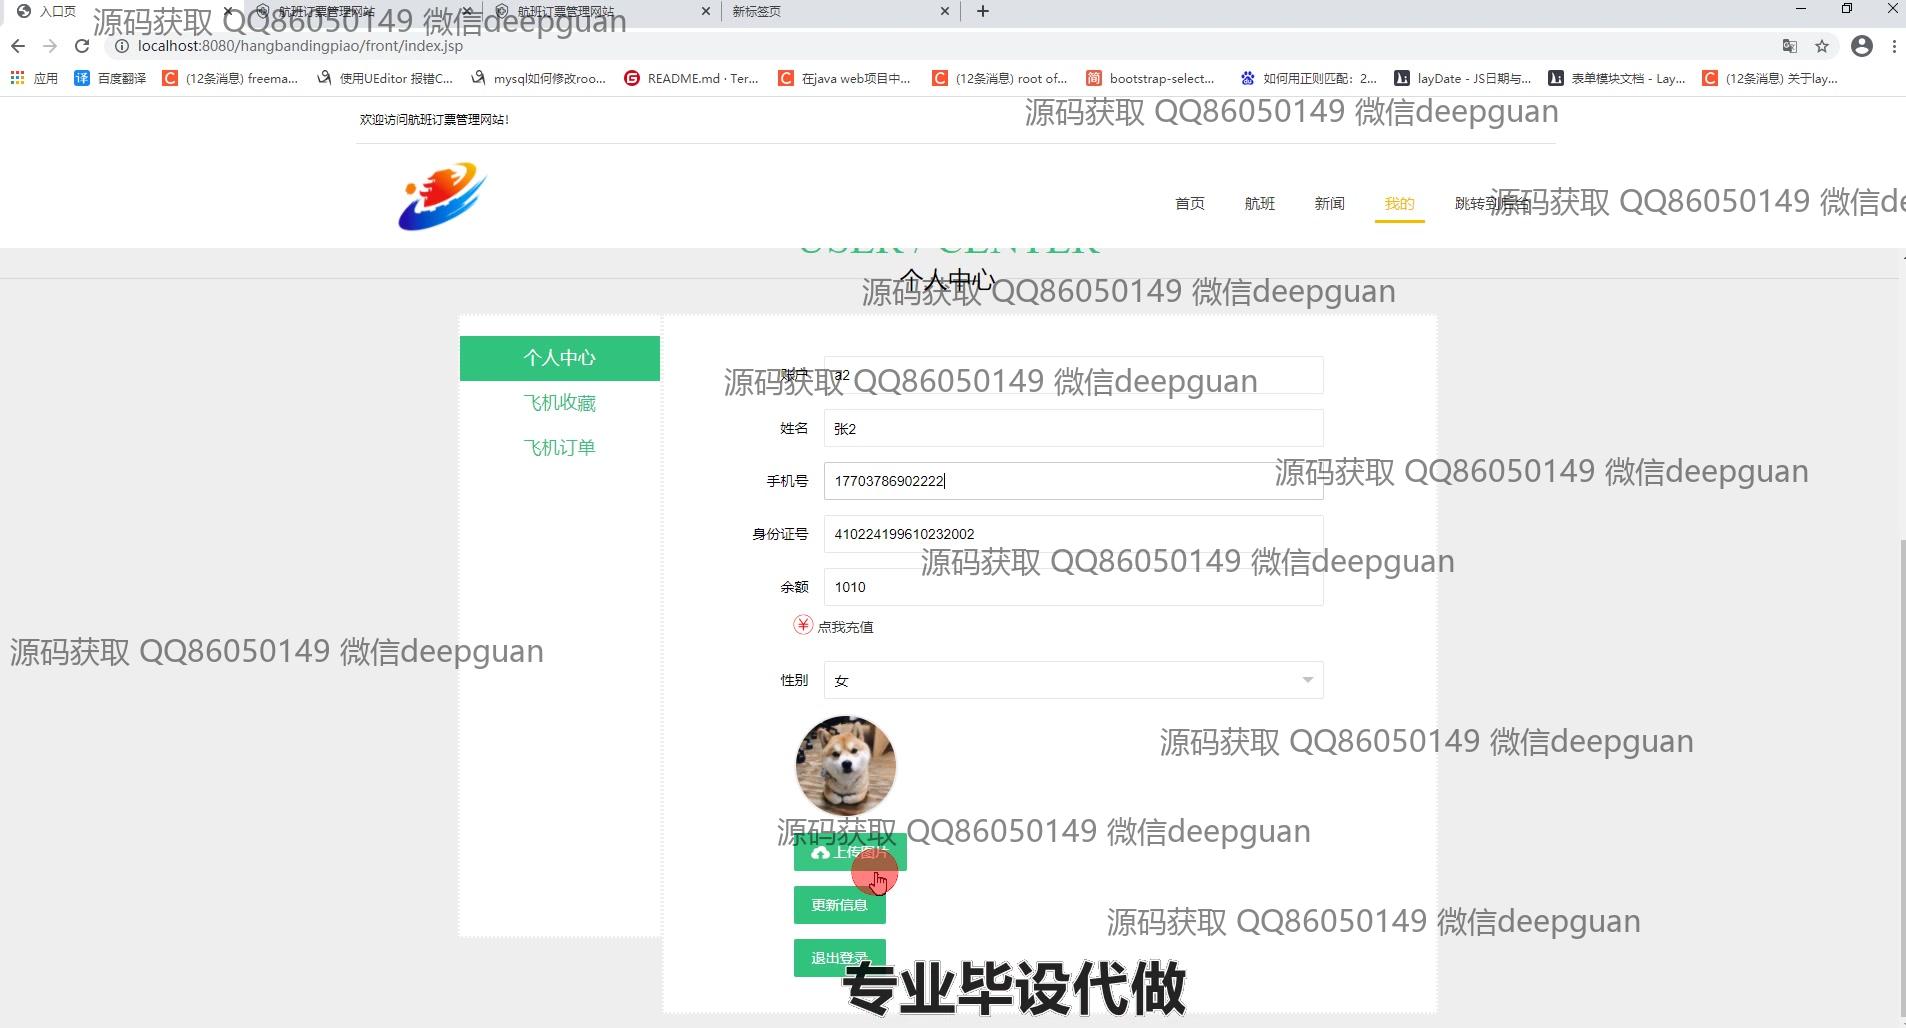 入口页
航班订票管理网站
航班订票管理网站
新标签页
源码获取 QQ86050149 微信deepguan
localhost:8080/hangbandingpiao/front/index.jsp
应用
百度翻译
(12条消息) freema...
使用UEditor 报错C...
mysql如何修改roo...
README.md · Ter...
在java web项目中...
(12条消息) root of...
bootstrap-select...
如何用正则匹配：2...
layDate - JS日期与...
表单模块文档 - Lay...
(12条消息) 关于lay...
欢迎访问航班订票管理网站!
源码获取 QQ86050149 微信deepguan
首页
航班
新闻
我的
跳转到后台
源码获取 QQ86050149 微信de
USER / CENTER
个人中心
源码获取 QQ86050149 微信deepguan
个人中心
飞机收藏
飞机订单
账户
a2
源码获取 QQ86050149 微信deepguan
姓名
张2
手机号
17703786902222
源码获取 QQ86050149 微信deepguan
身份证号
410224199610232002
源码获取 QQ86050149 微信deepguan
余额
1010
点我充值
源码获取 QQ86050149 微信deepguan
性别
女
源码获取 QQ86050149 微信deepguan
源码获取 QQ86050149 微信deepguan
上传图片
更新信息
源码获取 QQ86050149 微信deepguan
退出登录
专业毕设代做